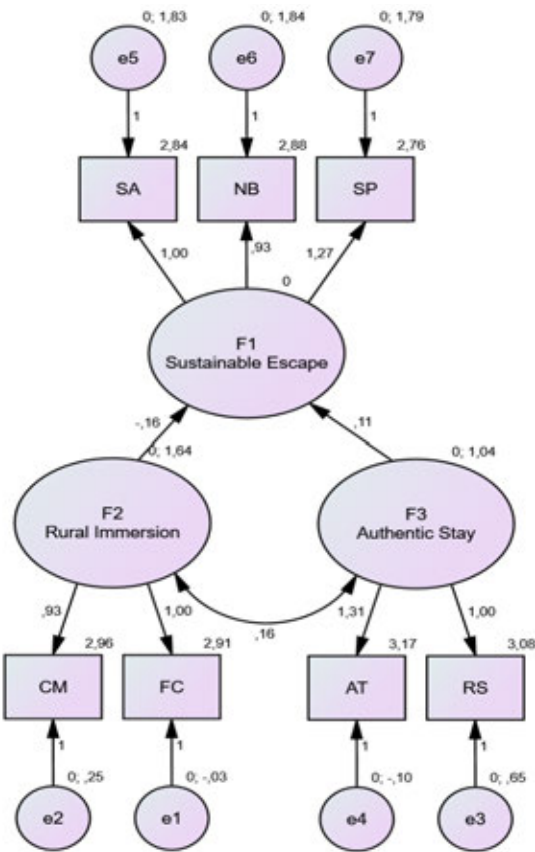 0; 1,83
0; 1,84
0; 1,79
e5
e6
e7
1
1
1
2,84
2,88
2,76
SA
NB
SP
1,00
,93
1,27
0
F1
Sustainable Escape
-,16
,11
0; 1,64
0; 1,04
F2
Rural Immersion
F3
Authentic Stay
,93
1,00
,16
1,31
1,00
2,96
2,91
3,17
3,08
CM
FC
AT
RS
1
1
1
1
0; ,25
0; -,03
0; -,10
0; ,65
e2
e1
e4
e3